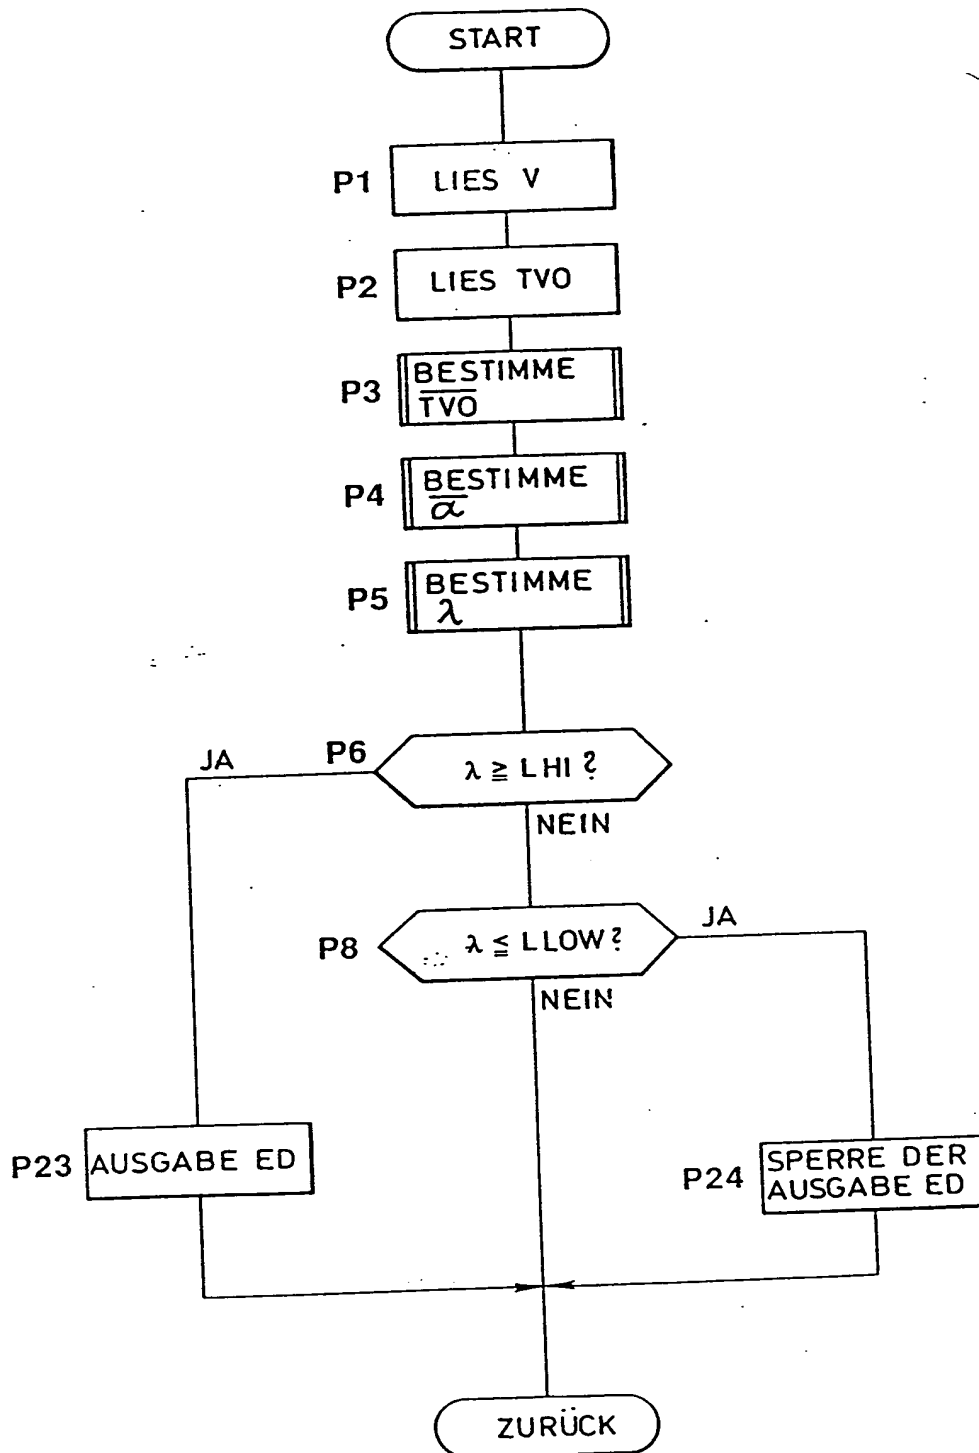 START
P1
LIES V
P2
LIES TVO
P3
BESTIMME
T̅V̅O̅
P4
BESTIMME
α̅
P5
BESTIMME
λ
P6
JA
λ ≧ LHI ?
NEIN
P8
λ ≦ LLOW ?
JA
NEIN
P23
AUSGABE ED
P24
SPERRE DER
AUSGABE ED
ZURÜCK